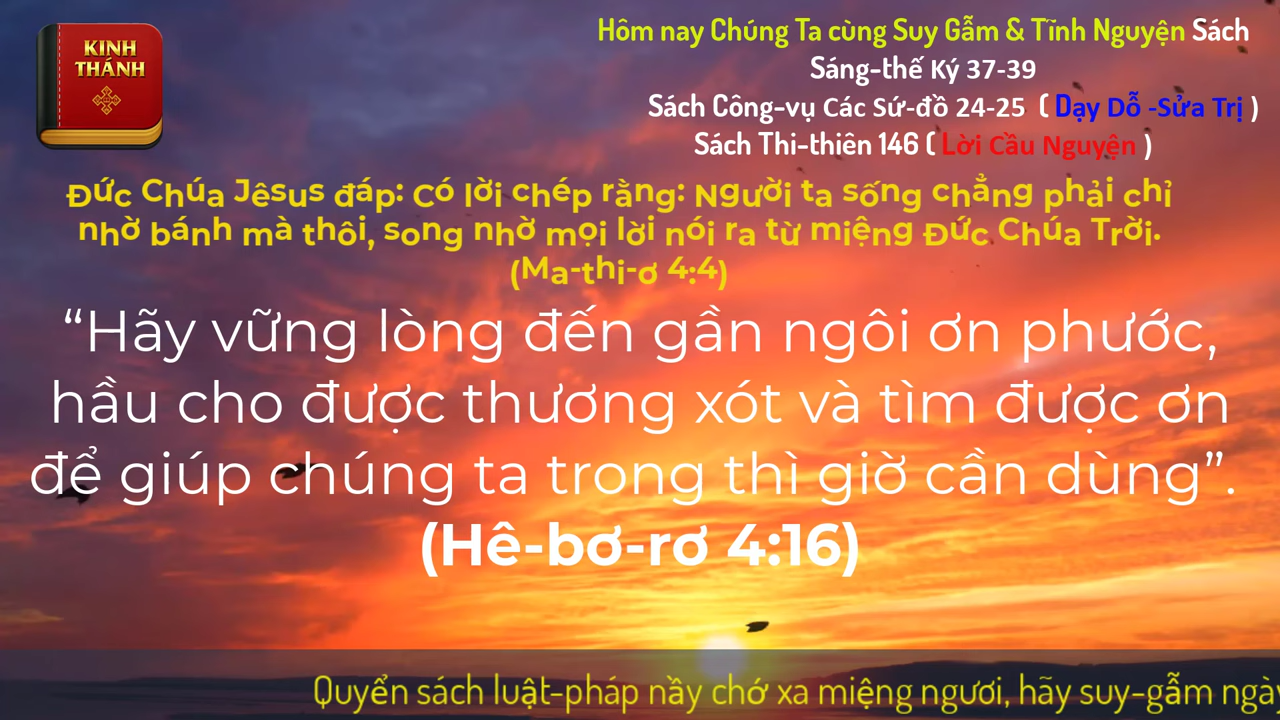 KINH
THÁNH
Hôm nay Chúng Ta cùng Suy Gẫm & Tĩnh Nguyện Sách
Sáng-thế Ký 37-39
Sách Công-vụ Các Sứ-đồ 24-25 ( Dạy Dỗ -Sửa Trị )
Sách Thi-thiên 146 ( Lời Cầu Nguyện )
Đức Chúa Jêsus đáp: Có lời chép rằng: Người ta sống chẳng phải chỉ
nhờ bánh mà thôi, song nhờ mọi lời nói ra từ miệng Đức Chúa Trời.
(Ma-thi-ơ 4:4)
“Hãy vững lòng đến gần ngôi ơn phước,
hầu cho được thương xót và tìm được ơn
để giúp chúng ta trong thì giờ cần dùng”.
(Hê-bơ-rơ 4:16)
Quyển sách luật-pháp nầy chớ xa miệng ngươi, hãy suy-gẫm ngày